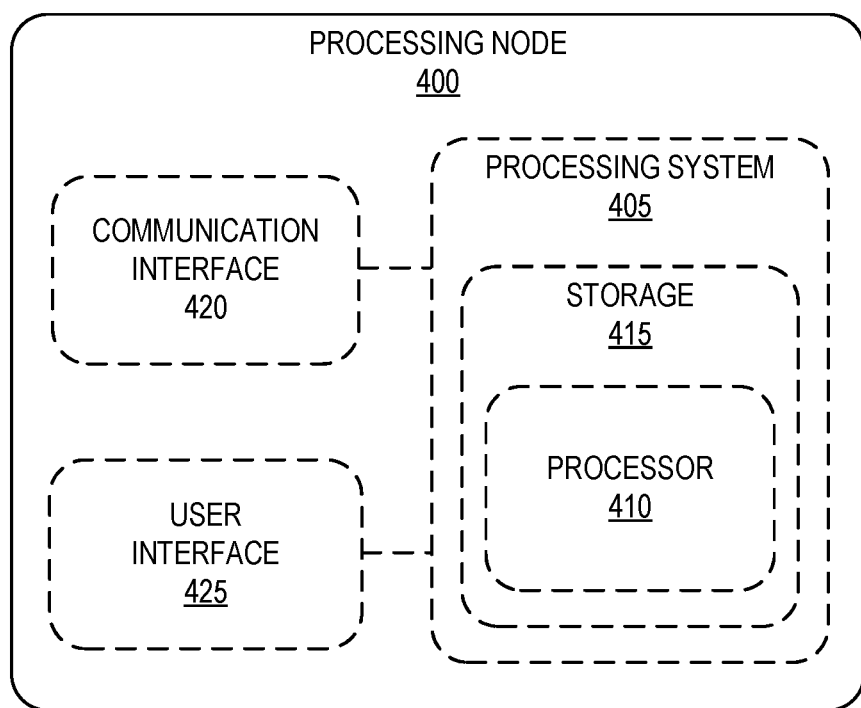 PROCESSING NODE
400
COMMUNICATION
INTERFACE
420
USER
INTERFACE
425
PROCESSING SYSTEM
405
STORAGE
415
PROCESSOR
410